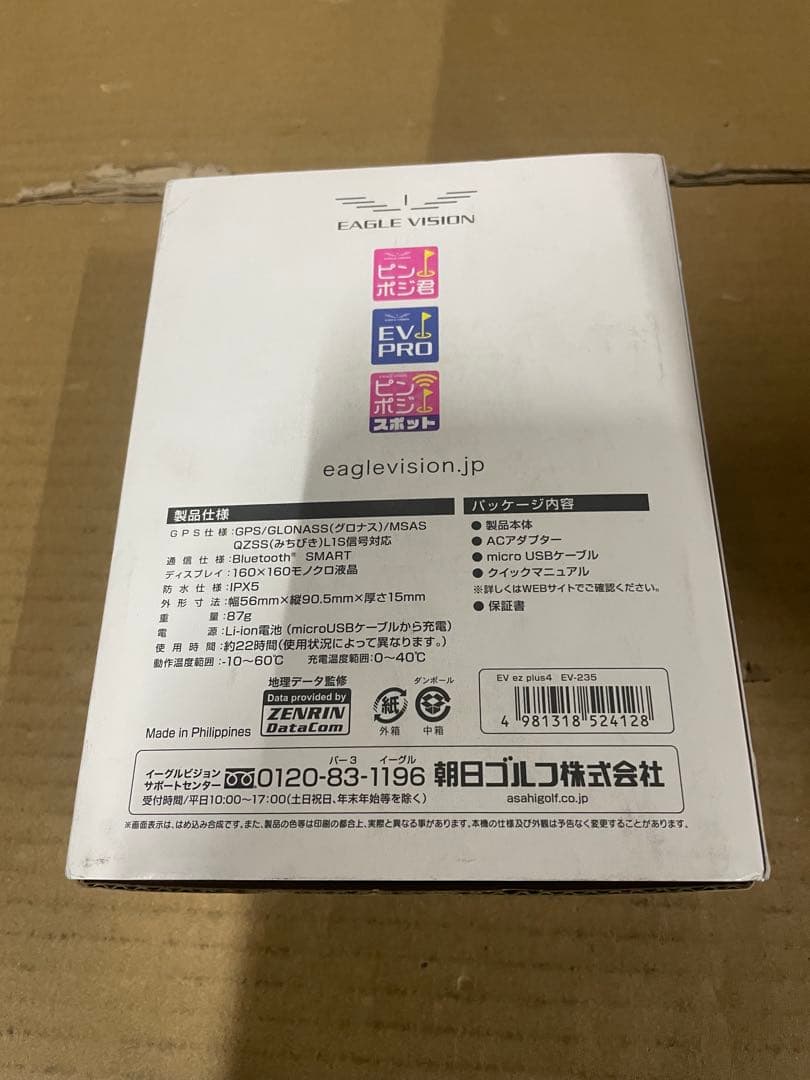 EAGLE VISION
ピン
ポジ君
EV
PRO
ピン
ポジ
スポット
eaglevision.jp
製品仕様
GPS仕様:GPS/GLONASS(グロナス)/MSAS
QZSS(みちびき)L1S信号対応
通信仕様:Bluetooth® SMART
ディスプレイ:160×160モノクロ液晶
防水仕様:IPX5
外形寸法:幅56mm×縦90.5mm×厚さ15mm
重量:87g
電源:Li-ion電池(microUSBケーブルから充電)
使用時間:約22時間(使用状況によって異なります。)
動作温度範囲:-10～60℃ 充電温度範囲:0～40℃
パッケージ内容
●製品本体
●ACアダプター
●micro USBケーブル
●クイックマニュアル
※詳しくはWEBサイトでご確認ください。
●保証書
Made in Philippines
地理データ監修
Data provided by
ZENRIN
DataCom
紙
外箱
ダンボール
中箱
EV ez plus4 EV-235
4 981318 524128
イーグルビジョン
サポートセンター
パー3 イーグル
0120-83-1196
受付時間/平日10:00～17:00(土日祝日、年末年始等を除く)
朝日ゴルフ株式会社
asahigolf.co.jp
※画面表示は、はめ込み合成です。また、製品の色等は印刷の都合上、実際と異なる事があります。本機の仕様及び外観は予告なく変更することがあります。